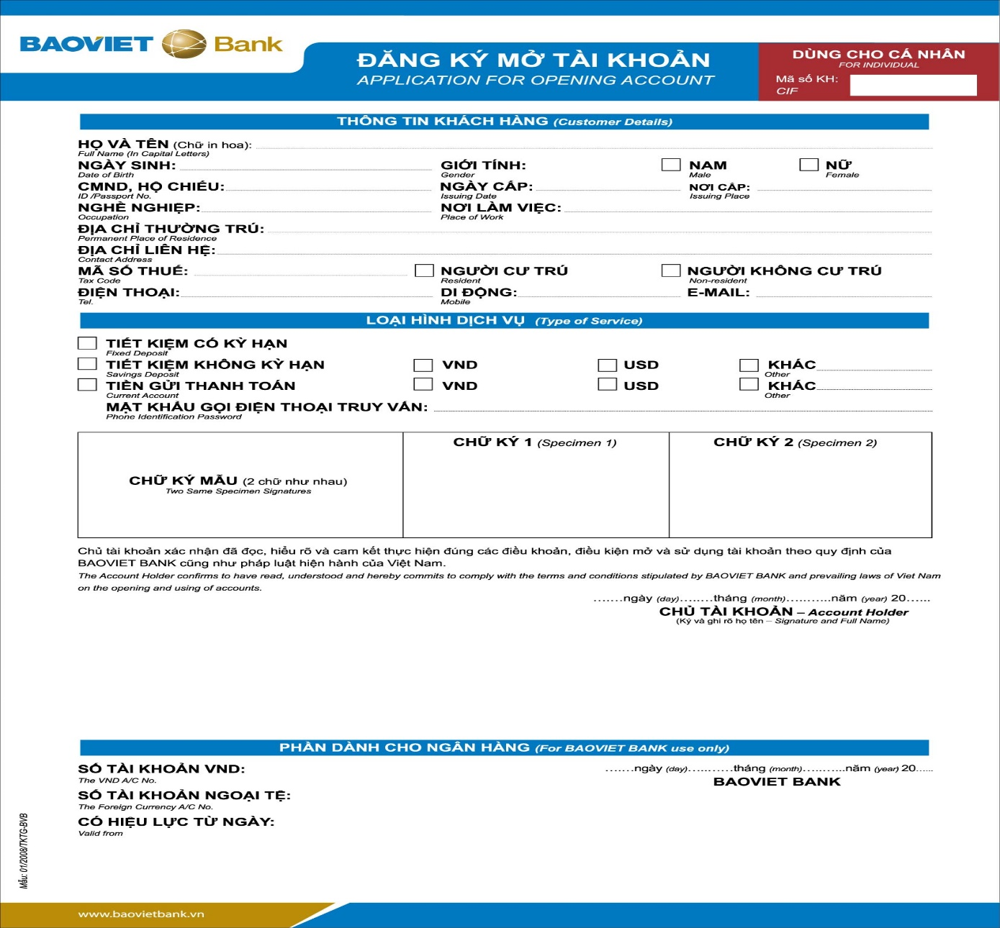 BAOVIET Bank
ĐĂNG KÝ MỞ TÀI KHOẢN
APPLICATION FOR OPENING ACCOUNT
DÙNG CHO CÁ NHÂN
FOR INDIVIDUAL
Mã số KH:
CIF
THÔNG TIN KHÁCH HÀNG (Customer Details)
HỌ VÀ TÊN (Chữ in hoa):
Full Name (In Capital Letters)
NGÀY SINH: GIỚI TÍNH: NAM NỮ
Date of Birth Gender Male Female
CMND, HỘ CHIẾU: NGÀY CẤP: NƠI CẤP:
ID /Passport No. Issuing Date Issuing Place
NGHỀ NGHIỆP: NƠI LÀM VIỆC:
Occupation Place of Work
ĐỊA CHỈ THƯỜNG TRÚ:
Permanent Place of Residence
ĐỊA CHỈ LIÊN HỆ:
Contact Address
MÃ SỐ THUẾ: NGƯỜI CƯ TRÚ NGƯỜI KHÔNG CƯ TRÚ
Tax Code Resident Non-resident
ĐIỆN THOẠI: DI ĐỘNG: E-MAIL:
Tel. Mobile
LOẠI HÌNH DỊCH VỤ (Type of Service)
TIẾT KIỆM CÓ KỲ HẠN
Fixed Deposit
TIẾT KIỆM KHÔNG KỲ HẠN VND USD KHÁC
Savings Deposit Other
TIỀN GỬI THANH TOÁN VND USD KHÁC
Current Account Other
MẬT KHẨU GỌI ĐIỆN THOẠI TRUY VẤN:
Phone Identification Password
CHỮ KÝ 1 (Specimen 1) CHỮ KÝ 2 (Specimen 2)
CHỮ KÝ MẪU (2 chữ như nhau)
Two Same Specimen Signatures
Chủ tài khoản xác nhận đã đọc, hiểu rõ và cam kết thực hiện đúng các điều khoản, điều kiện mở và sử dụng tài khoản theo quy định của
BAOVIET BANK cũng như pháp luật hiện hành của Việt Nam.
The Account Holder confirms to have read, understood and hereby commits to comply with the terms and conditions stipulated by BAOVIET BANK and prevailing laws of Viet Nam
on the opening and using of accounts.
.......ngày (day)........tháng (month)..........năm (year) 20......
CHỦ TÀI KHOẢN – Account Holder
(Ký và ghi rõ họ tên – Signature and Full Name)
PHẦN DÀNH CHO NGÂN HÀNG (For BAOVIET BANK use only)
SỐ TÀI KHOẢN VND: .......ngày (day)...........tháng (month)..........năm (year) 20......
The VND A/C No. BAOVIET BANK
SỐ TÀI KHOẢN NGOẠI TỆ:
The Foreign Currency A/C No.
CÓ HIỆU LỰC TỪ NGÀY:
Valid from
Mẫu: 01/2008/TKTG-BVB
www.baovietbank.vn